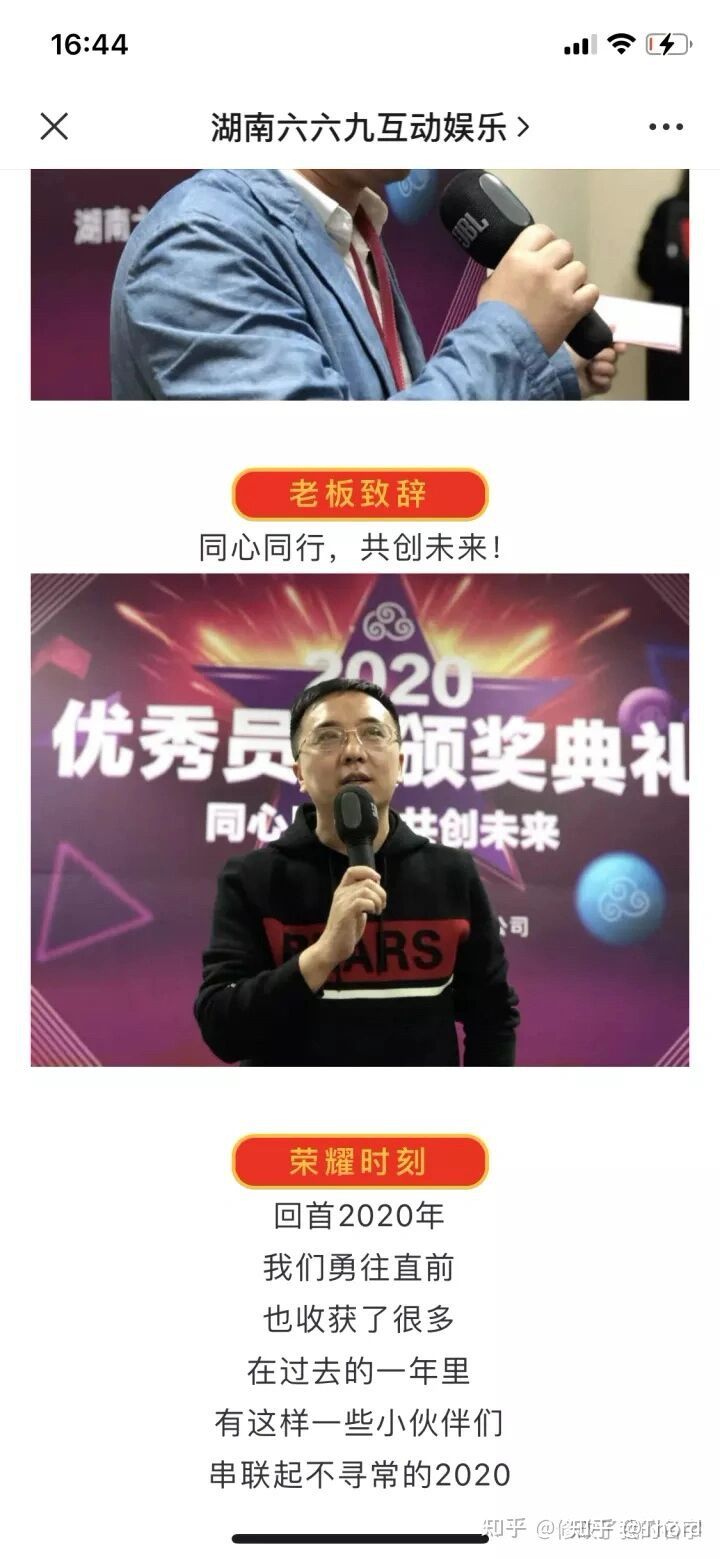 16:44
湖南六六九互动娱乐
湖南
JBL
老板致辞
同心同行，共创未来！
2020
优秀员 颁奖典礼
同心 共创未来
公司
荣耀时刻
回首2020年
我们勇往直前
也收获了很多
在过去的一年里
有这样一些小伙伴们
串联起不寻常的2020
知乎
知乎